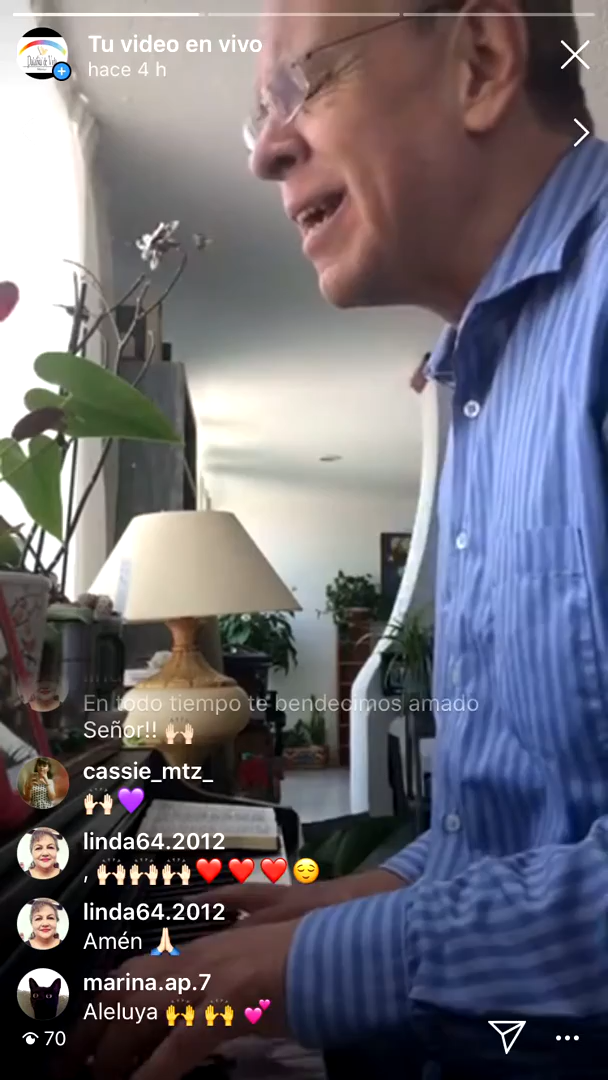 Tu video en vivo
hace 4 h
En todo tiempo te bendecimos amado
Señor!! 🙌🏻
cassie_mtz_
🙌🏻💜
linda64.2012
, 🙌🏻🙌🏻🙌🏻❤️❤️❤️😌
linda64.2012
Amén 🙏🏻
marina.ap.7
Aleluya 🙌 🙌 💕
70